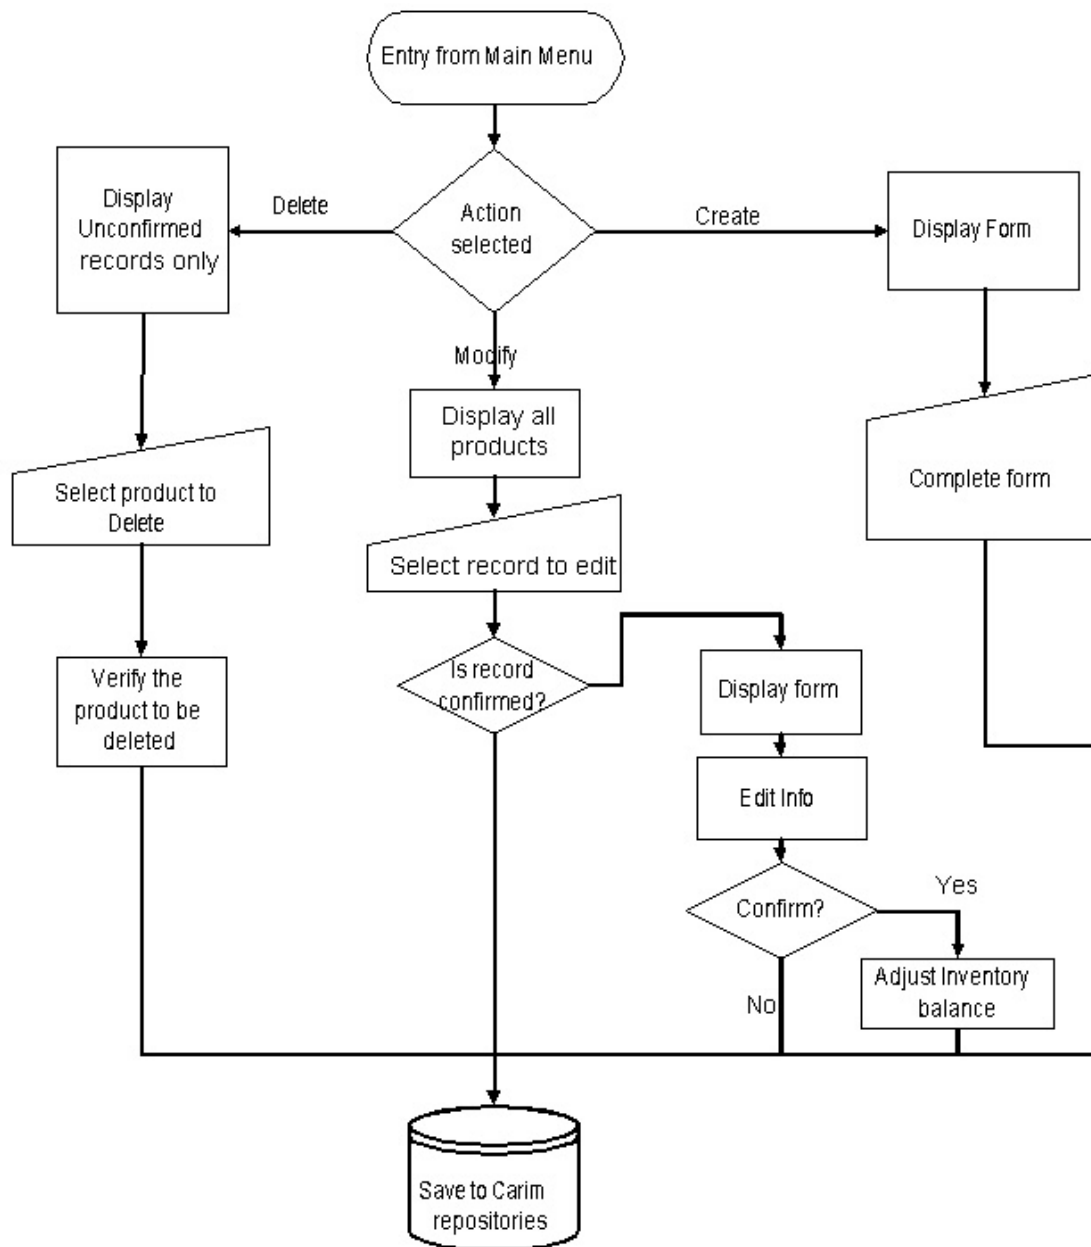 Entry from Main Menu
Display
Unconfirmed
records only
Delete
Action
selected
Create
Display Form
Modify
Display all
products
Select product to
Delete
Select record to edit
Complete form
Verify the
product to be
deleted
Is record
confirmed?
Display form
Edit Info
Confirm?
Yes
No
Adjust Inventory
balance
Save to Carim
repositories